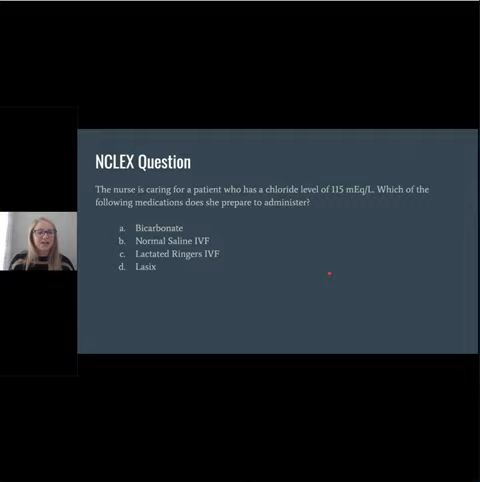 NCLEX Question
The nurse is caring for a patient who has a chloride level of 115 mEq/L. Which of the
following medications does she prepare to administer?
a. Bicarbonate
b. Normal Saline IVF
c. Lactated Ringers IVF
d. Lasix